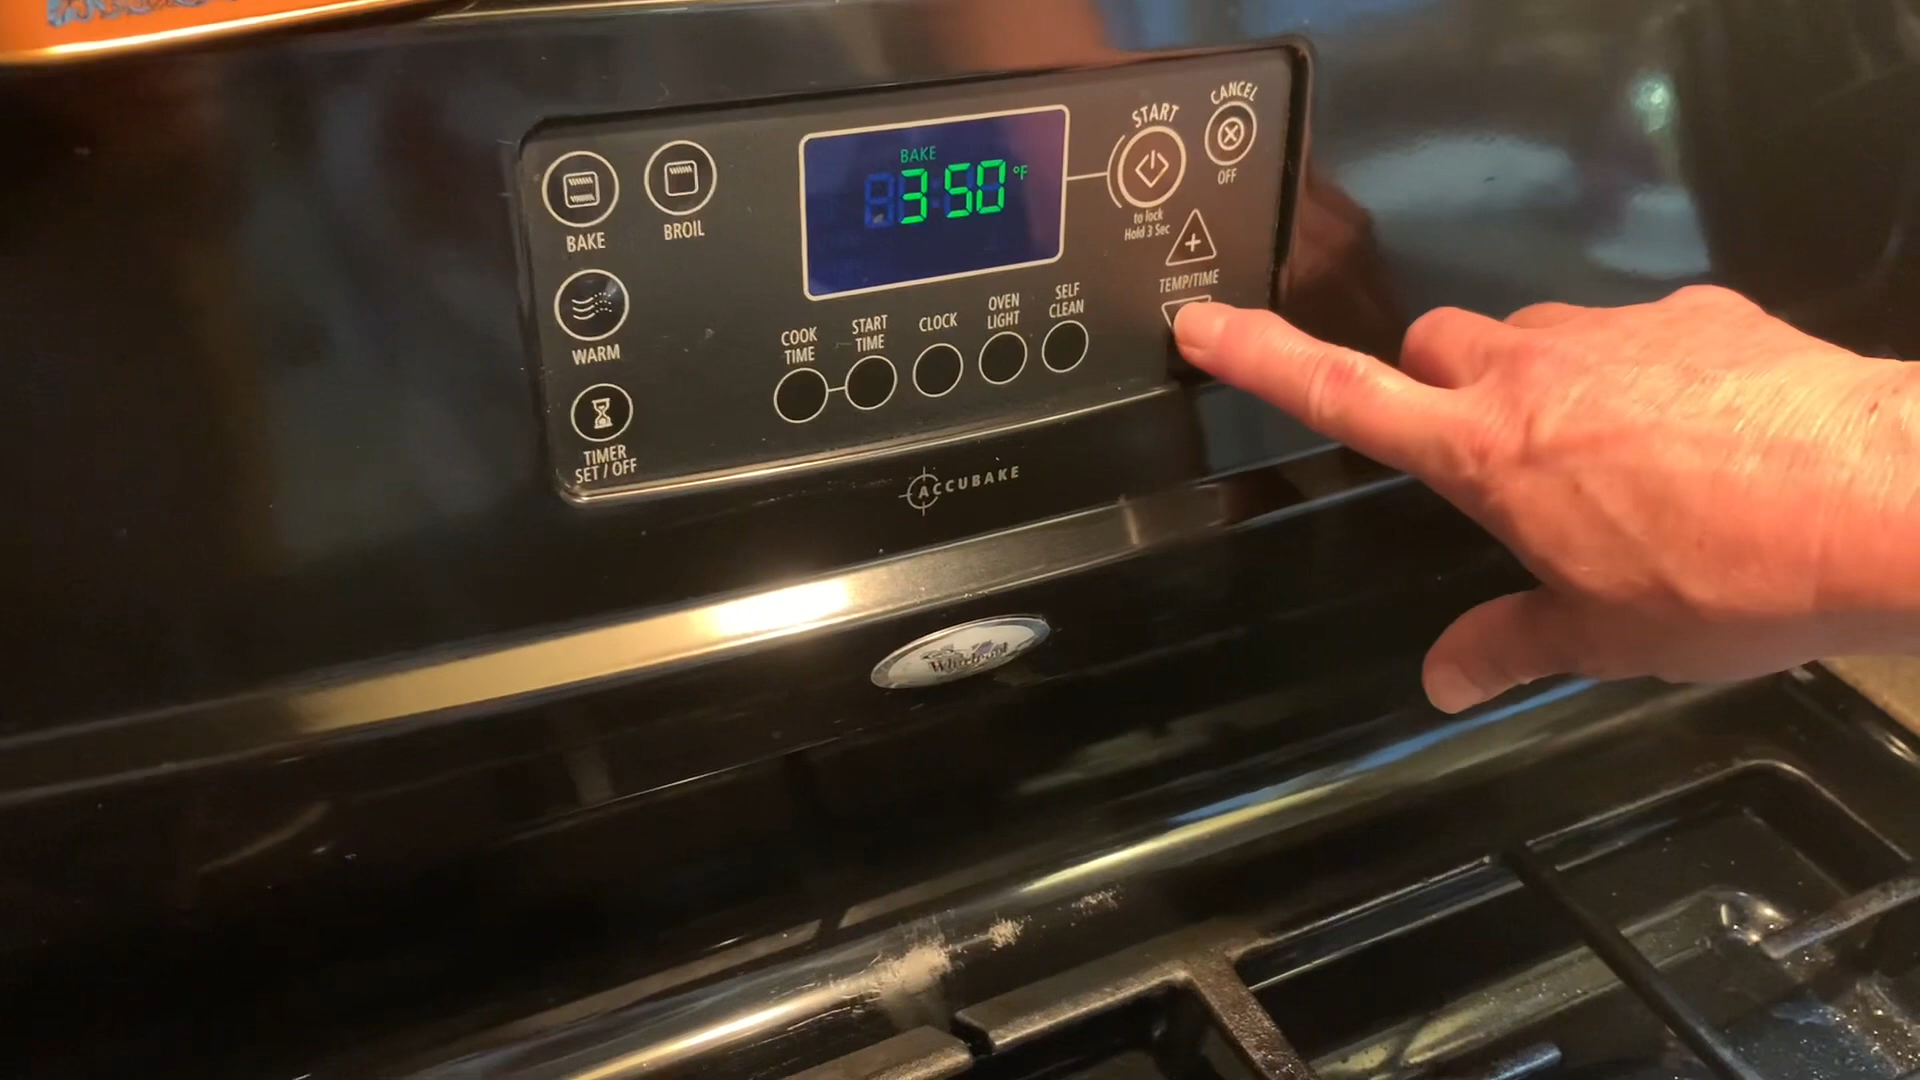 BAKE
BROIL
WARM
TIMER
SET / OFF
BAKE
350 °F
COOK
TIME
START
TIME
CLOCK
OVEN
LIGHT
SELF
CLEAN
START
to lock
Hold 3 Sec
CANCEL
OFF
TEMP/TIME
ACCUBAKE
Whirlpool